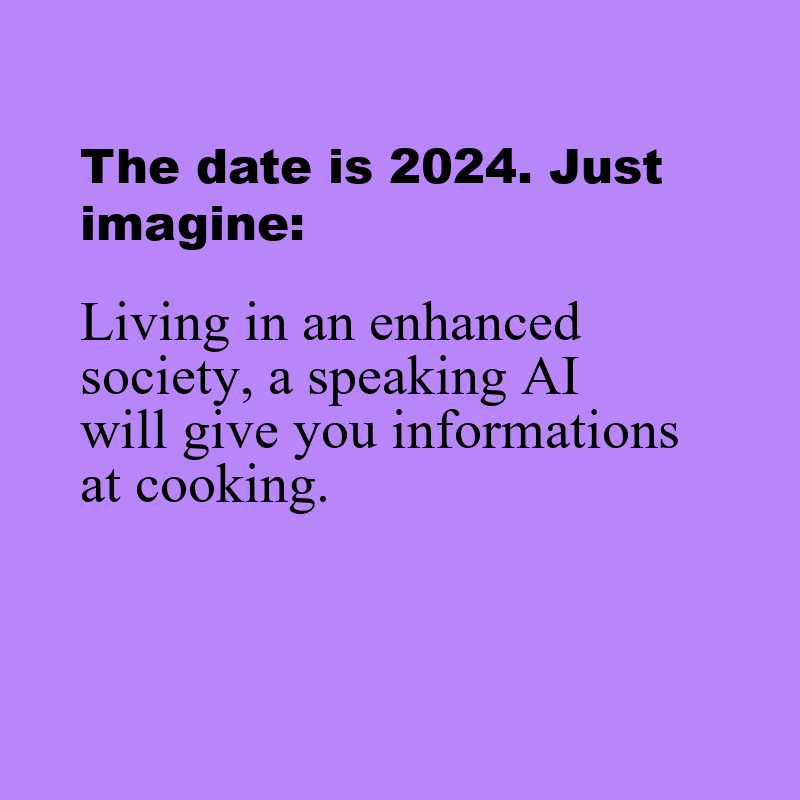 The date is 2024. Just
imagine:
Living in an enhanced
society, a speaking AI
will give you informations
at cooking.